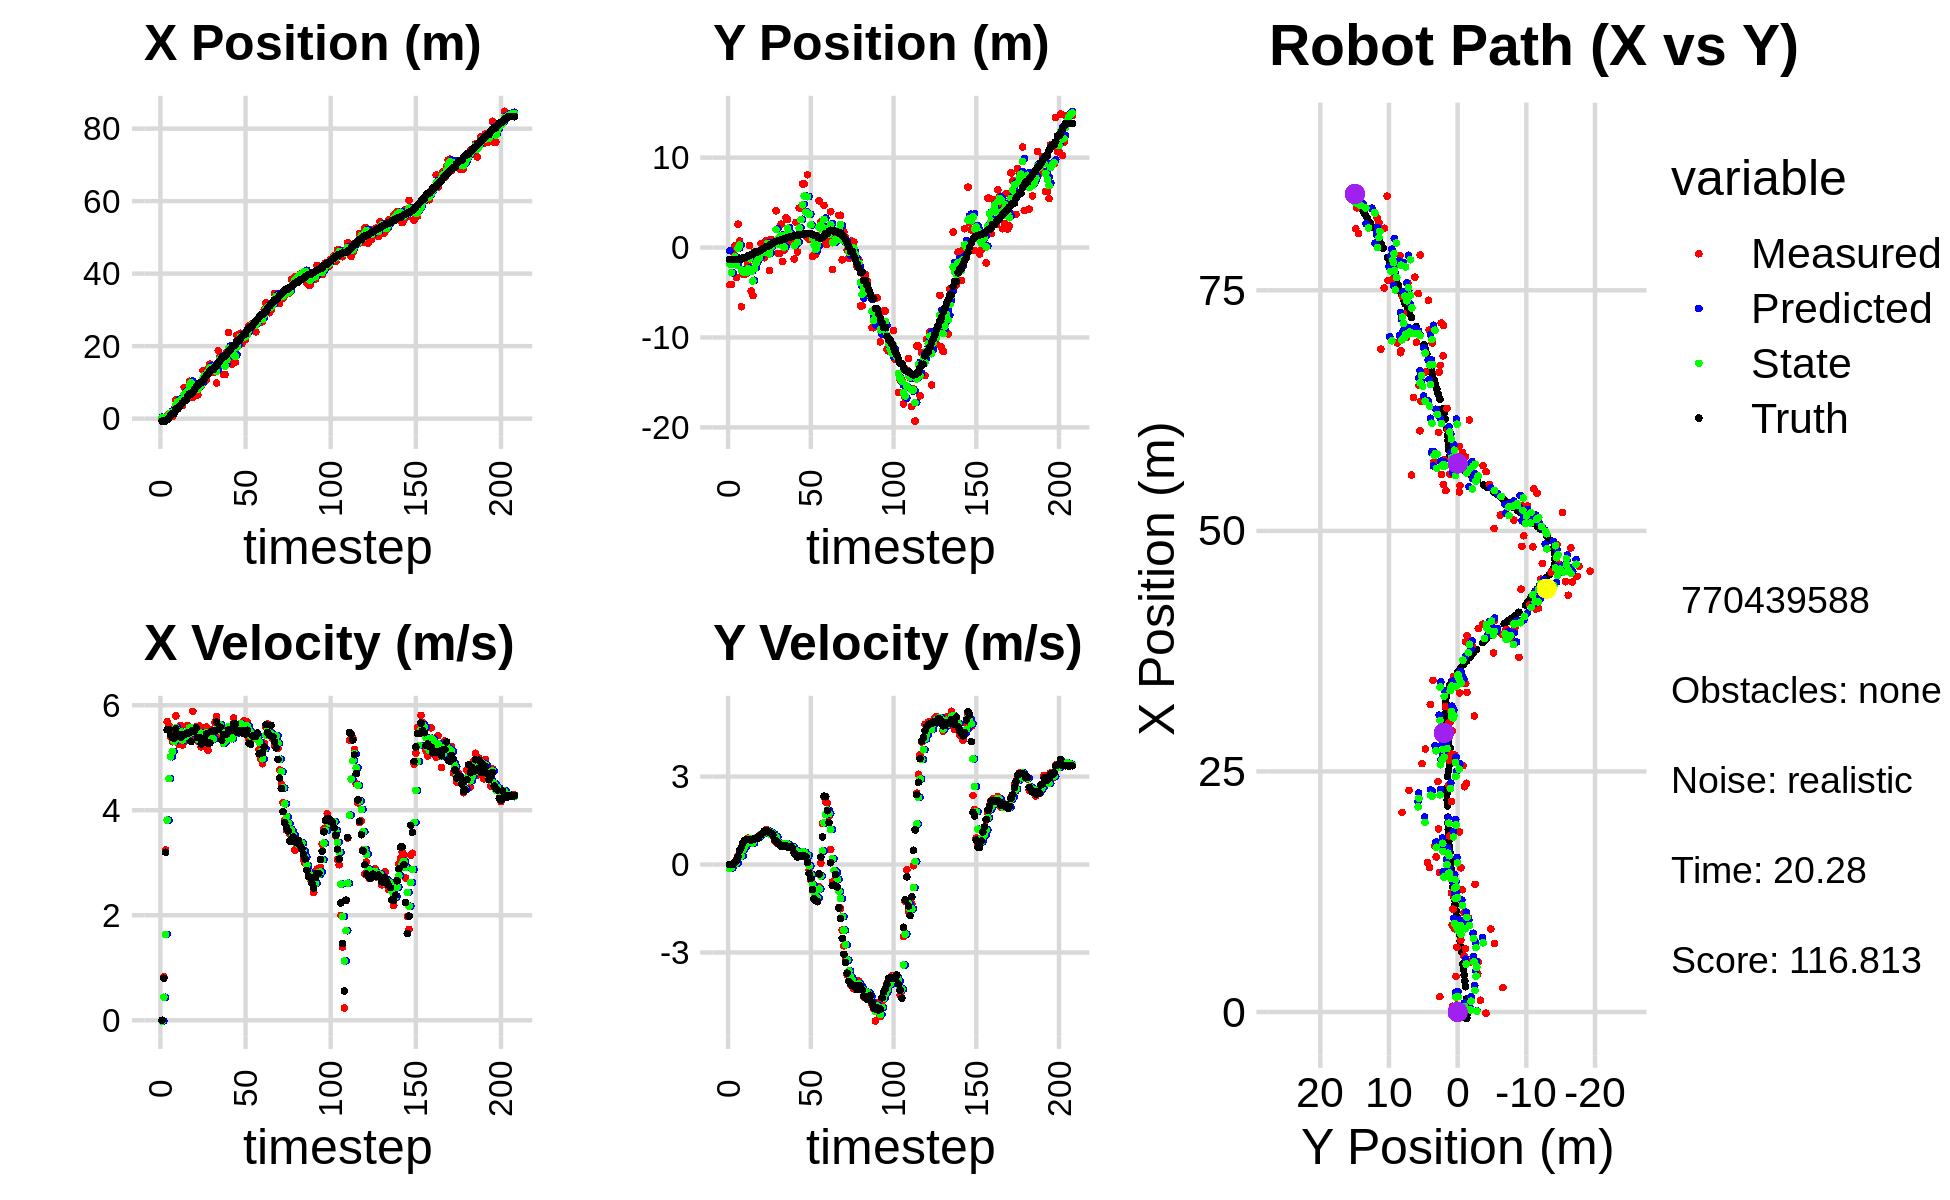 X Position (m)
80
60
40
20
0
0 50 100 150 200
timestep
Y Position (m)
10
0
-10
-20
0 50 100 150 200
timestep
X Velocity (m/s)
6
4
2
0
0 50 100 150 200
timestep
Y Velocity (m/s)
3
0
-3
0 50 100 150 200
timestep
Robot Path (X vs Y)
X Position (m)
75
50
25
0
20 10 0 -10 -20
Y Position (m)
variable
Measured
Predicted
State
Truth
770439588
Obstacles: none
Noise: realistic
Time: 20.28
Score: 116.813